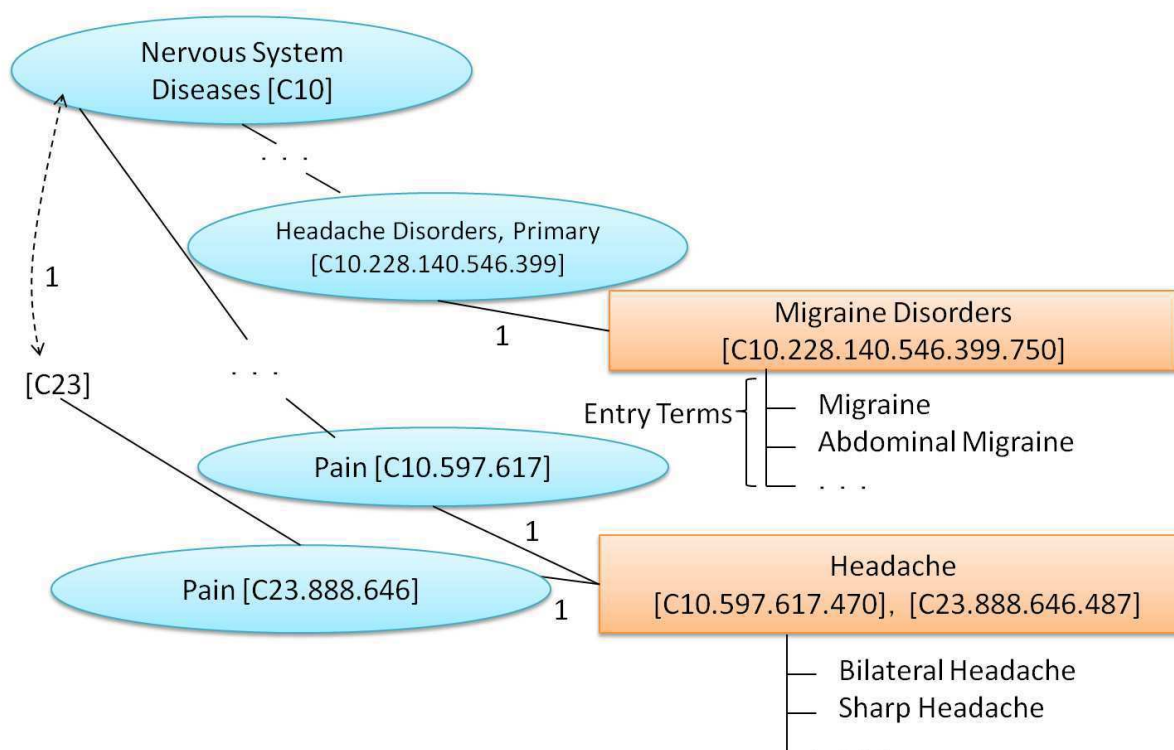 Nervous System
Diseases [C10]
. . .
Headache Disorders, Primary
[C10.228.140.546.399]
1
1
Migraine Disorders
[C10.228.140.546.399.750]
. . .
[C23]
Entry Terms
Migraine
Abdominal Migraine
. . .
Pain [C10.597.617]
1
Pain [C23.888.646]
1
Headache
[C10.597.617.470], [C23.888.646.487]
Bilateral Headache
Sharp Headache